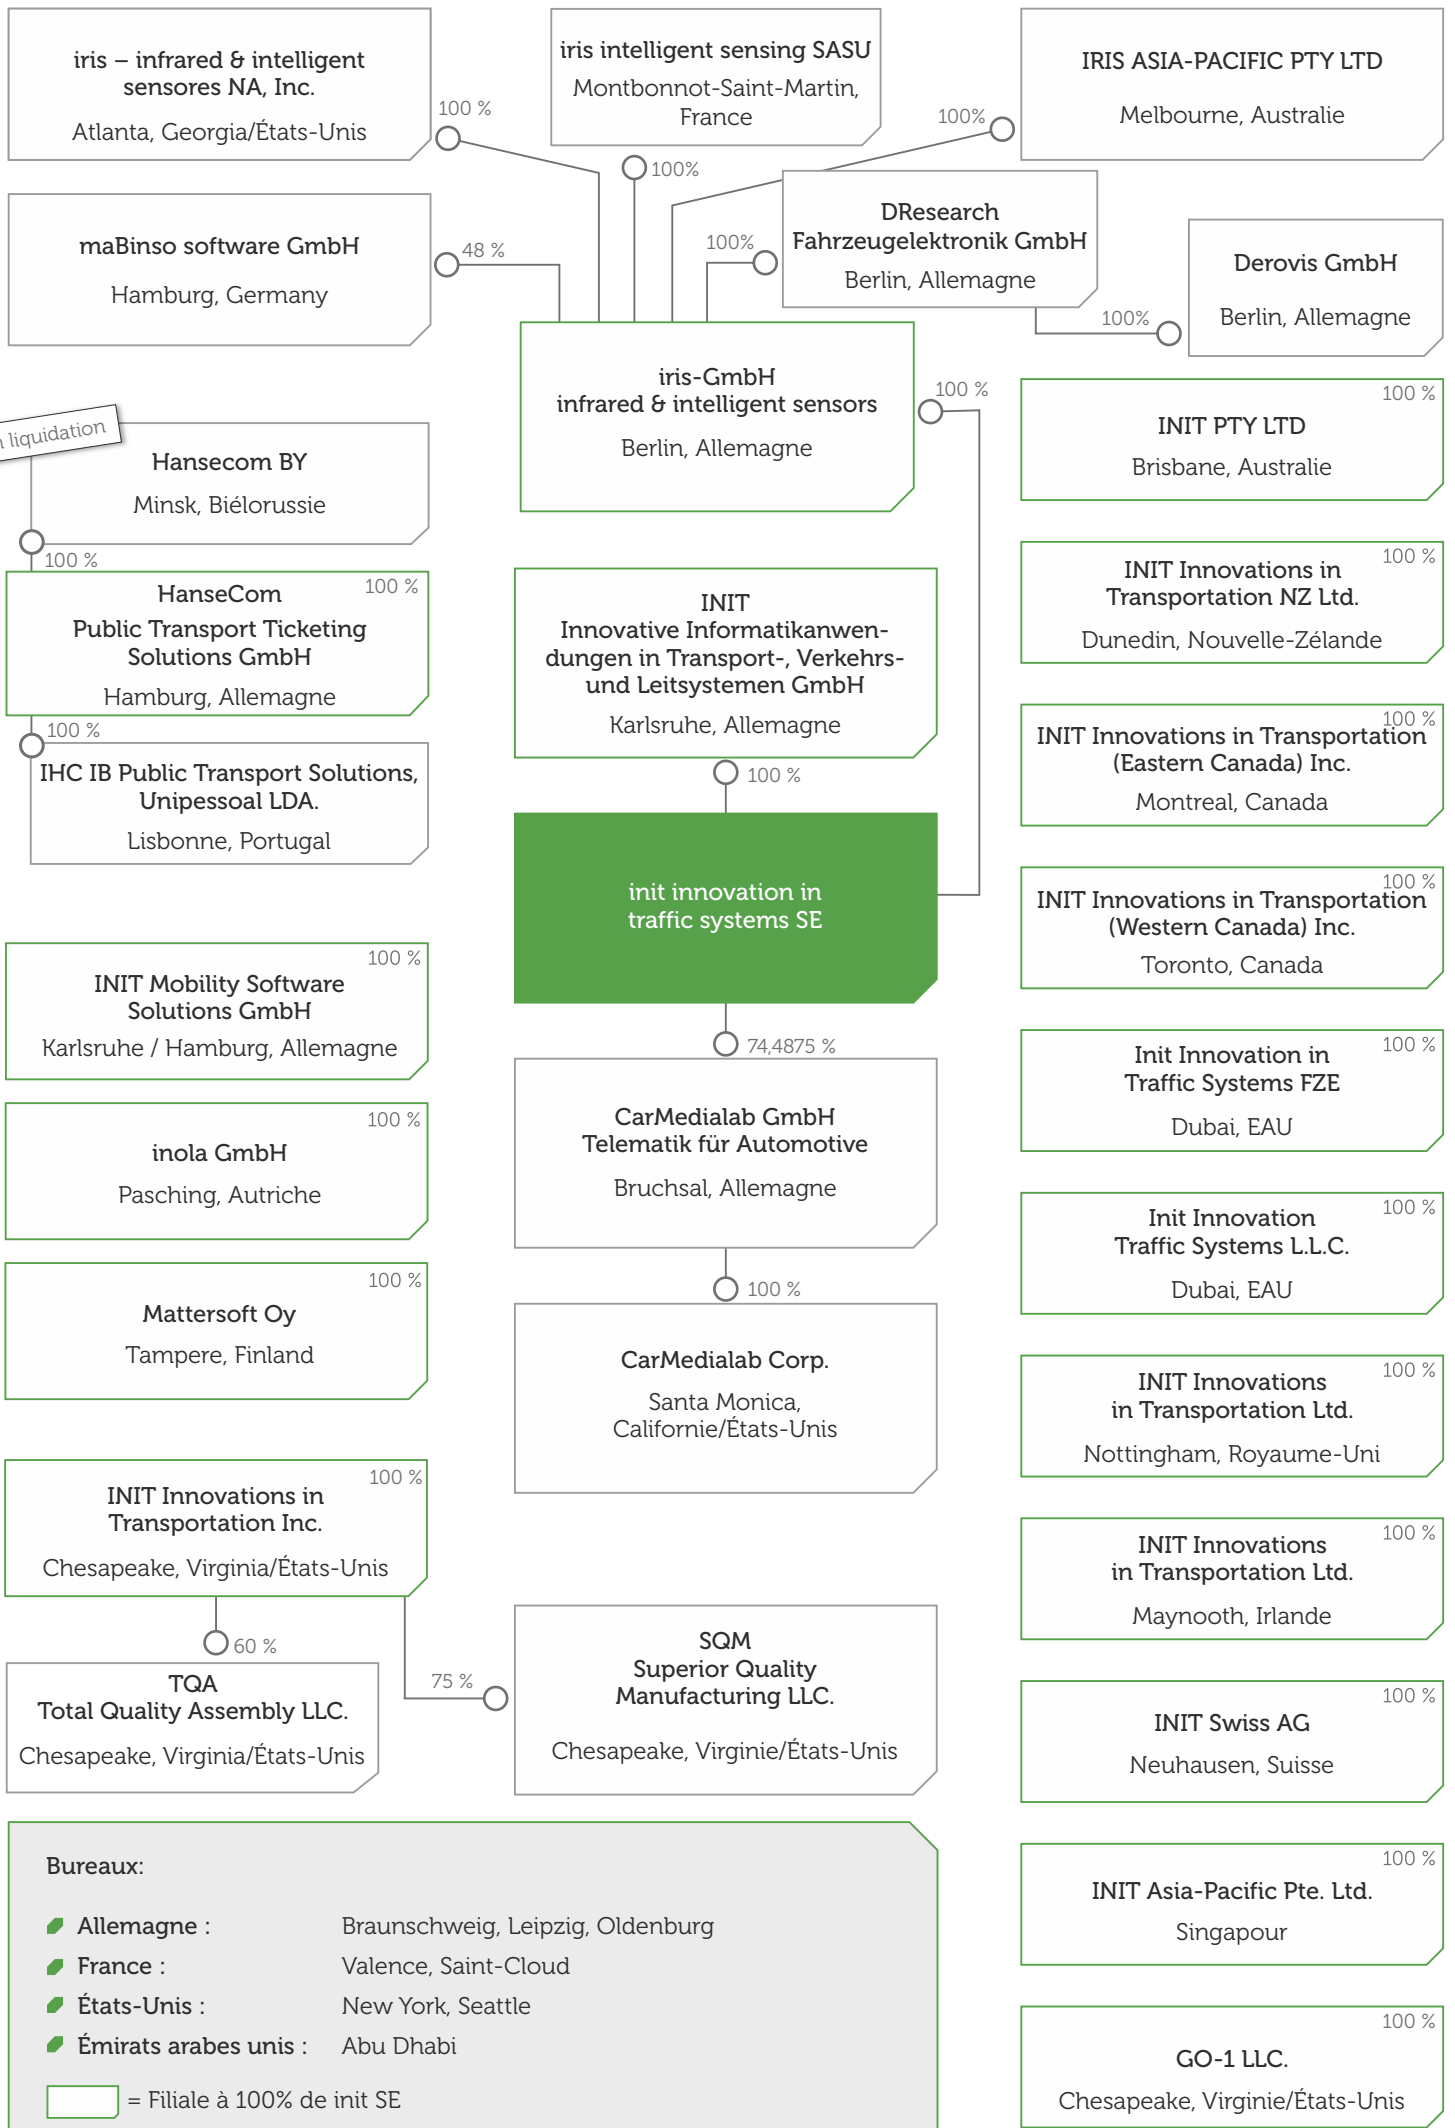 iris – infrared & intelligent
sensores NA, Inc.
Atlanta, Georgia/États-Unis
100 %
iris intelligent sensing SASU
Montbonnot-Saint-Martin,
France
100%
IRIS ASIA-PACIFIC PTY LTD
Melbourne, Australie
100%
maBinso software GmbH
Hamburg, Germany
48 %
DResearch
Fahrzeugelektronik GmbH
Berlin, Allemagne
100%
Derovis GmbH
Berlin, Allemagne
100%
iris-GmbH
infrared & intelligent sensors
Berlin, Allemagne
100 %
liquidation
Hansecom BY
Minsk, Biélorussie
100 %
HanseCom
100 %
Public Transport Ticketing
Solutions GmbH
Hamburg, Allemagne
100 %
IHC IB Public Transport Solutions,
Unipessoal LDA.
Lisbonne, Portugal
INIT
Innovative Informatikanwen-
dungen in Transport-, Verkehrs-
und Leitsystemen GmbH
Karlsruhe, Allemagne
100 %
init innovation in
traffic systems SE
74,4875 %
CarMedialab GmbH
Telematik für Automotive
Bruchsal, Allemagne
100 %
CarMedialab Corp.
Santa Monica,
Californie/États-Unis
100 %
INIT Mobility Software
Solutions GmbH
Karlsruhe / Hamburg, Allemagne
100 %
inola GmbH
Pasching, Autriche
100 %
Mattersoft Oy
Tampere, Finland
100 %
INIT Innovations in
Transportation Inc.
Chesapeake, Virginia/États-Unis
60 %
TQA
Total Quality Assembly LLC.
Chesapeake, Virginia/États-Unis
75 %
SQM
Superior Quality
Manufacturing LLC.
Chesapeake, Virginie/États-Unis
100 %
INIT PTY LTD
Brisbane, Australie
100 %
INIT Innovations in
Transportation NZ Ltd.
Dunedin, Nouvelle-Zélande
100 %
INIT Innovations in Transportation
(Eastern Canada) Inc.
Montreal, Canada
100 %
INIT Innovations in Transportation
(Western Canada) Inc.
Toronto, Canada
100 %
Init Innovation in
Traffic Systems FZE
Dubai, EAU
100 %
Init Innovation
Traffic Systems L.L.C.
Dubai, EAU
100 %
INIT Innovations
in Transportation Ltd.
Nottingham, Royaume-Uni
100 %
INIT Innovations
in Transportation Ltd.
Maynooth, Irlande
100 %
INIT Swiss AG
Neuhausen, Suisse
100 %
INIT Asia-Pacific Pte. Ltd.
Singapour
100 %
GO-1 LLC.
Chesapeake, Virginie/États-Unis
Bureaux:
Allemagne : Braunschweig, Leipzig, Oldenburg
France : Valence, Saint-Cloud
États-Unis : New York, Seattle
Émirats arabes unis : Abu Dhabi
= Filiale à 100% de init SE